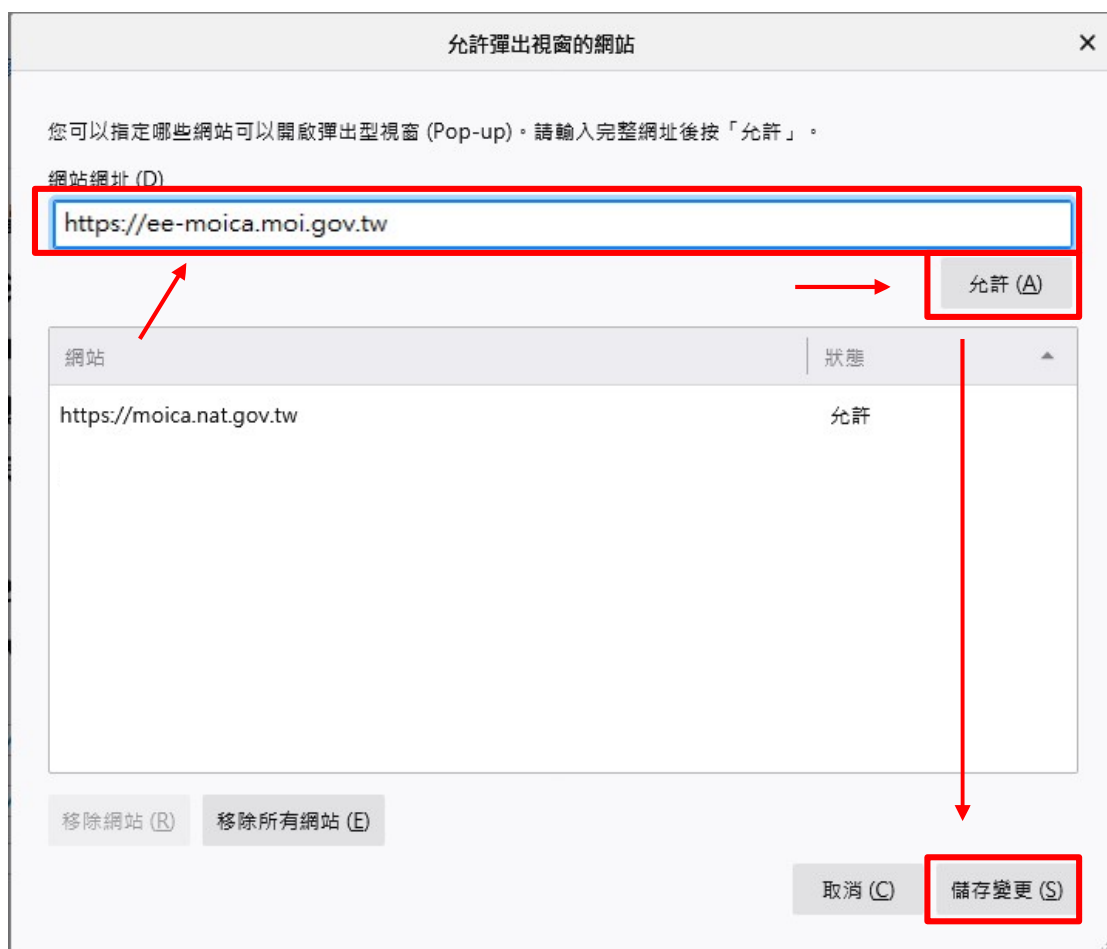 允許彈出視窗的網站
您可以指定哪些網站可以開啟彈出型視窗 (Pop-up)。請輸入完整網址後按「允許」。
網站網址 (D)
https://ee-moica.moi.gov.tw
允許 (A)
網站 狀態
https://moica.nat.gov.tw 允許
移除網站 (R) 移除所有網站 (E)
取消 (C) 儲存變更 (S)